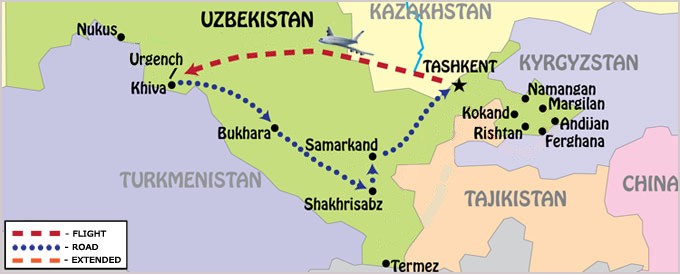 KAZAKHSTAN
UZBEKISTAN
Nukus
Urgench
Khiva
TASHKENT
KYRGYZSTAN
Namangan
Margilan
Kokand
Andijan
Rishtan
Ferghana
Bukhara
Samarkand
TURKMENISTAN
Shakhrisabz
TAJIKISTAN
CHINA
- FLIGHT
- ROAD
- EXTENDED
Termez